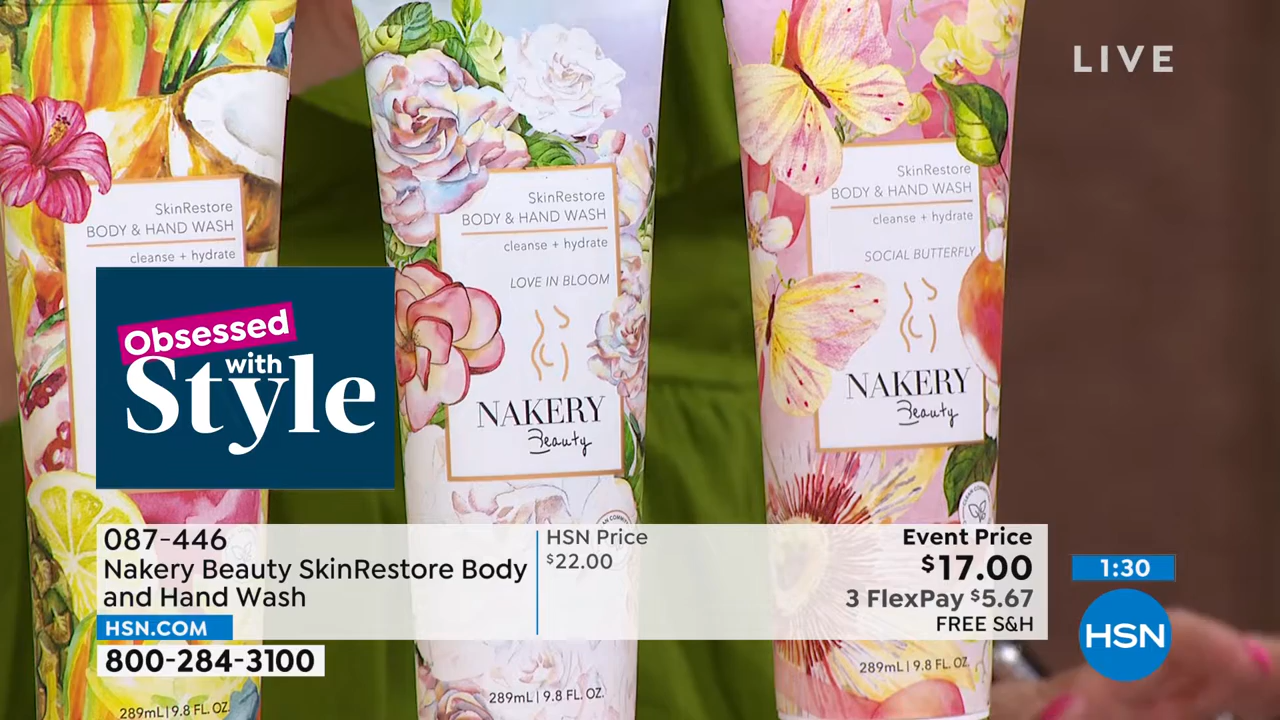 LIVE
SkinRestore
BODY & HAND WASH
cleanse + hydrate
SkinRestore
BODY & HAND WASH
cleanse + hydrate
LOVE IN BLOOM
NAKERY
Beauty
289mL | 9.8 FL. OZ.
SkinRestore
BODY & HAND WASH
cleanse + hydrate
SOCIAL BUTTERFLY
NAKERY
Beauty
289mL | 9.8 FL. OZ.
289mL | 9.8 FL. OZ.
Obsessed
with
Style
087-446
Nakery Beauty SkinRestore Body
and Hand Wash
HSN.COM
800-284-3100
HSN Price
$22.00
Event Price
$17.00
3 FlexPay $5.67
FREE S&H
1:30
HSN